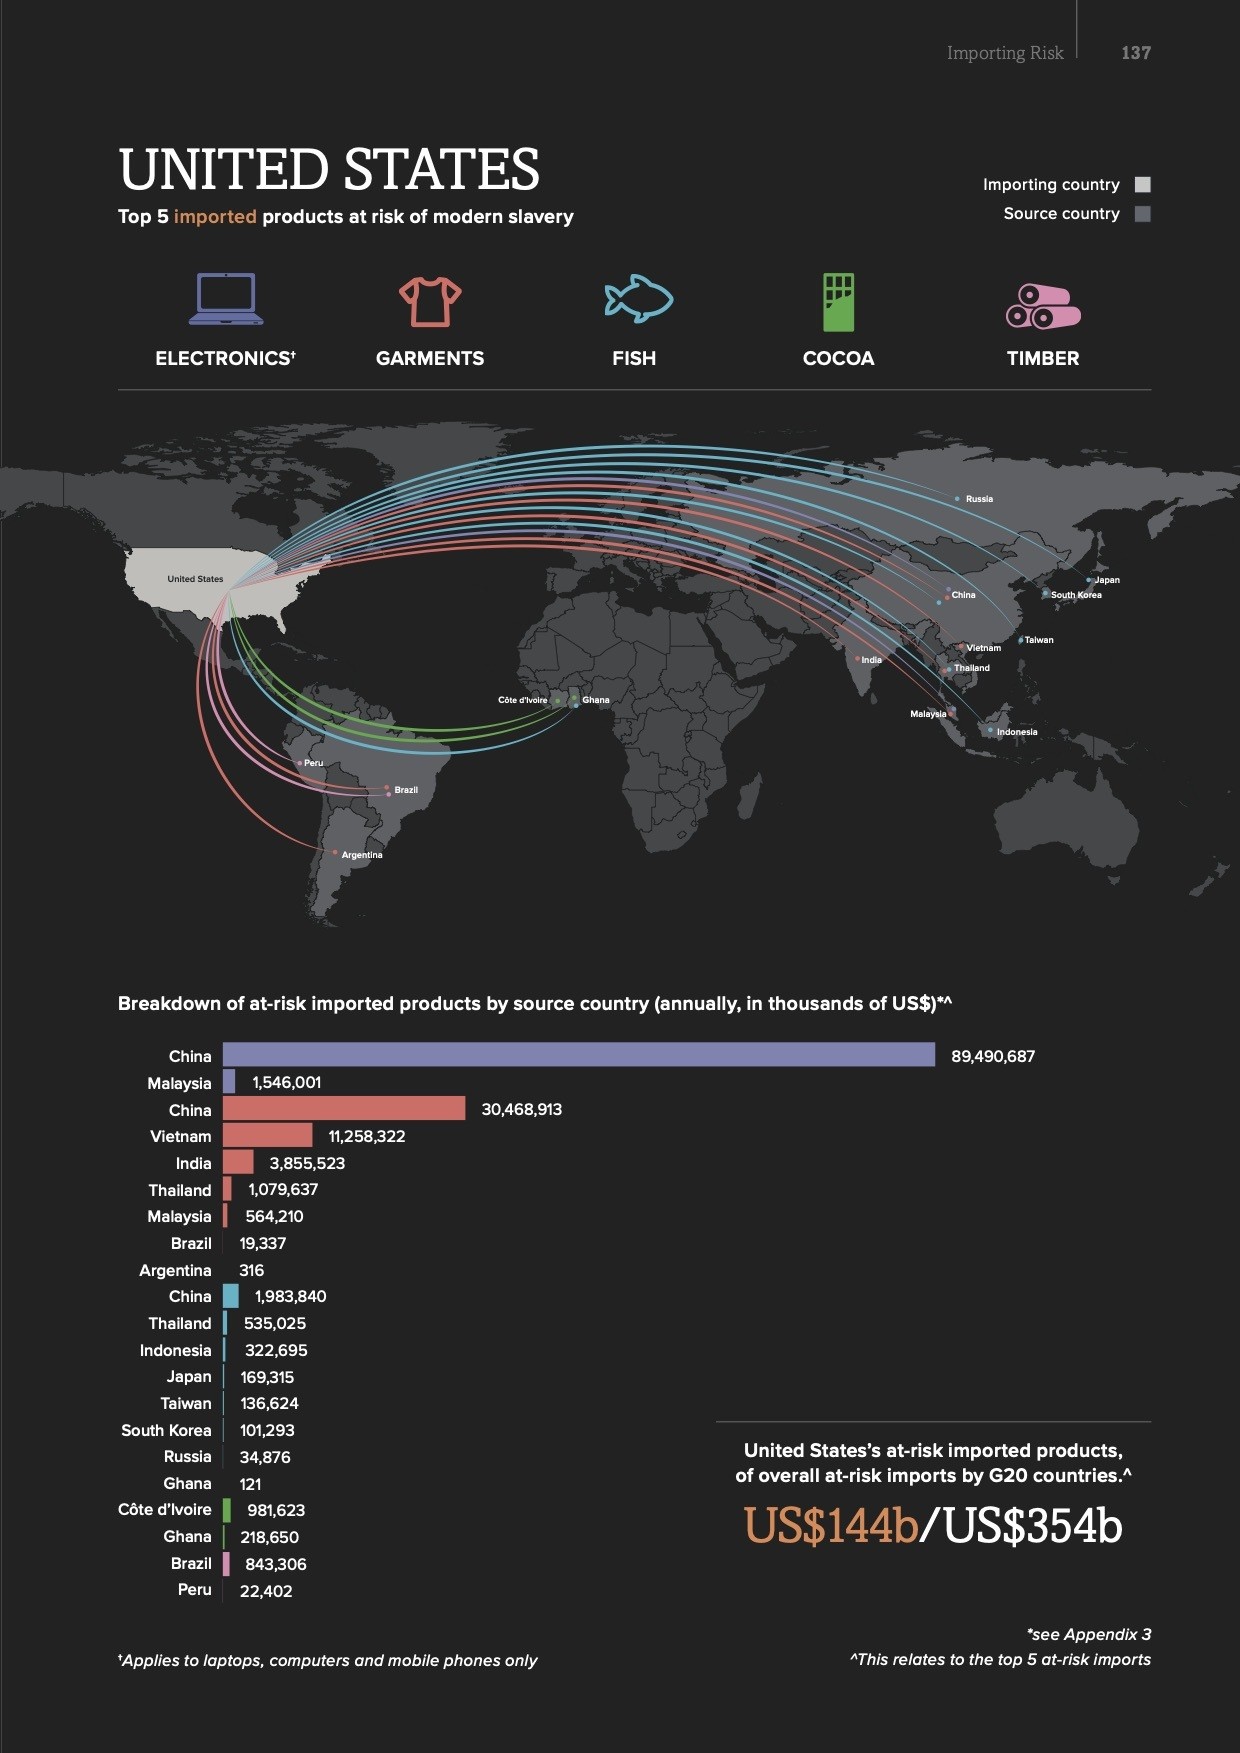 Importing Risk 137
UNITED STATES
Top 5 imported products at risk of modern slavery
Importing country
Source country
ELECTRONICS†
GARMENTS
FISH
COCOA
TIMBER
United States
Russia
Japan
China
South Korea
Taiwan
Vietnam
India
Thailand
Côte d'Ivoire
Ghana
Malaysia
Indonesia
Peru
Brazil
Argentina
Breakdown of at-risk imported products by source country (annually, in thousands of US$)*^
China 89,490,687
Malaysia 1,546,001
China 30,468,913
Vietnam 11,258,322
India 3,855,523
Thailand 1,079,637
Malaysia 564,210
Brazil 19,337
Argentina 316
China 1,983,840
Thailand 535,025
Indonesia 322,695
Japan 169,315
Taiwan 136,624
South Korea 101,293
Russia 34,876
Ghana 121
Côte d'Ivoire 981,623
Ghana 218,650
Brazil 843,306
Peru 22,402
United States's at-risk imported products,
of overall at-risk imports by G20 countries.^
US$144b/US$354b
*see Appendix 3
†Applies to laptops, computers and mobile phones only
^This relates to the top 5 at-risk imports